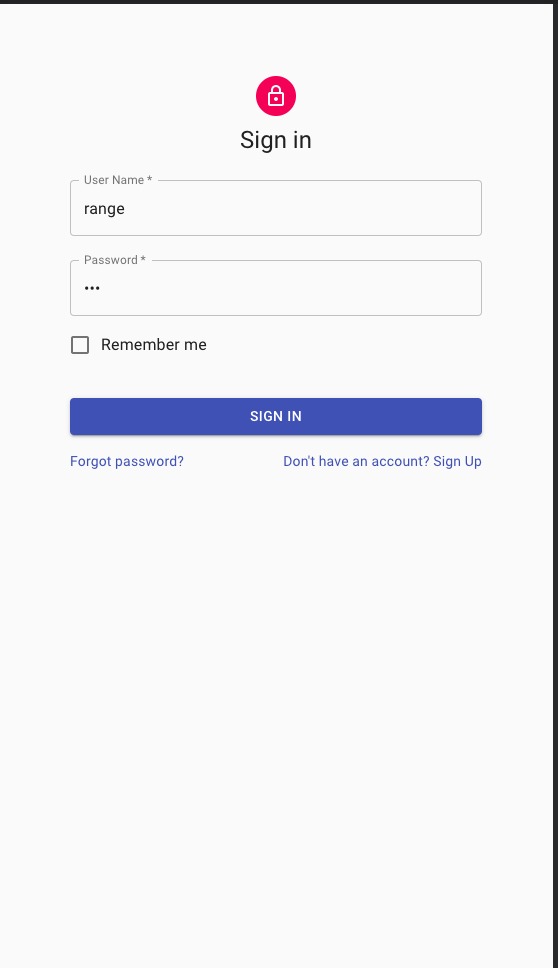 Sign in
User Name *
range
Password *
•••
Remember me
SIGN IN
Forgot password? Don't have an account? Sign Up